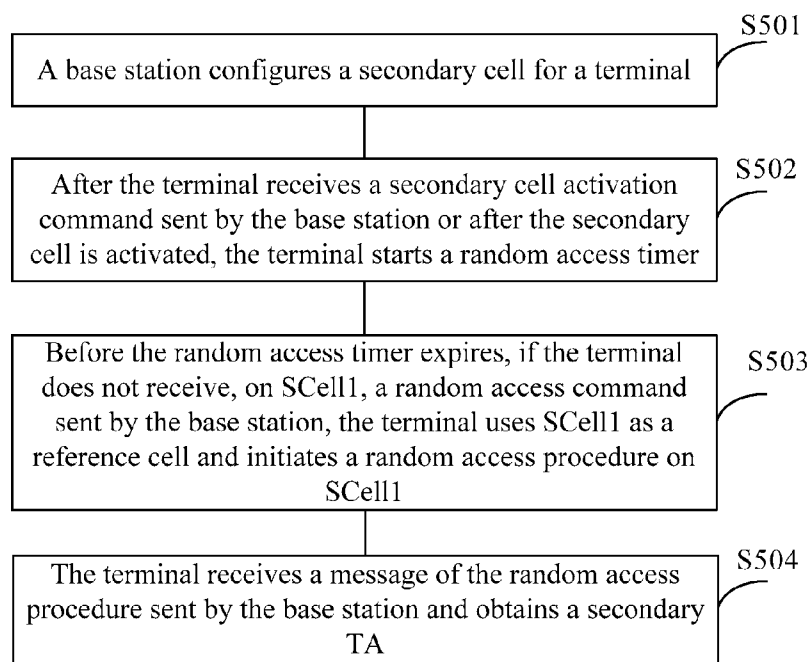 S501
A base station configures a secondary cell for a terminal
S502
After the terminal receives a secondary cell activation
command sent by the base station or after the secondary
cell is activated, the terminal starts a random access timer
S503
Before the random access timer expires, if the terminal
does not receive, on SCell1, a random access command
sent by the base station, the terminal uses SCell1 as a
reference cell and initiates a random access procedure on
SCell1
S504
The terminal receives a message of the random access
procedure sent by the base station and obtains a secondary
TA